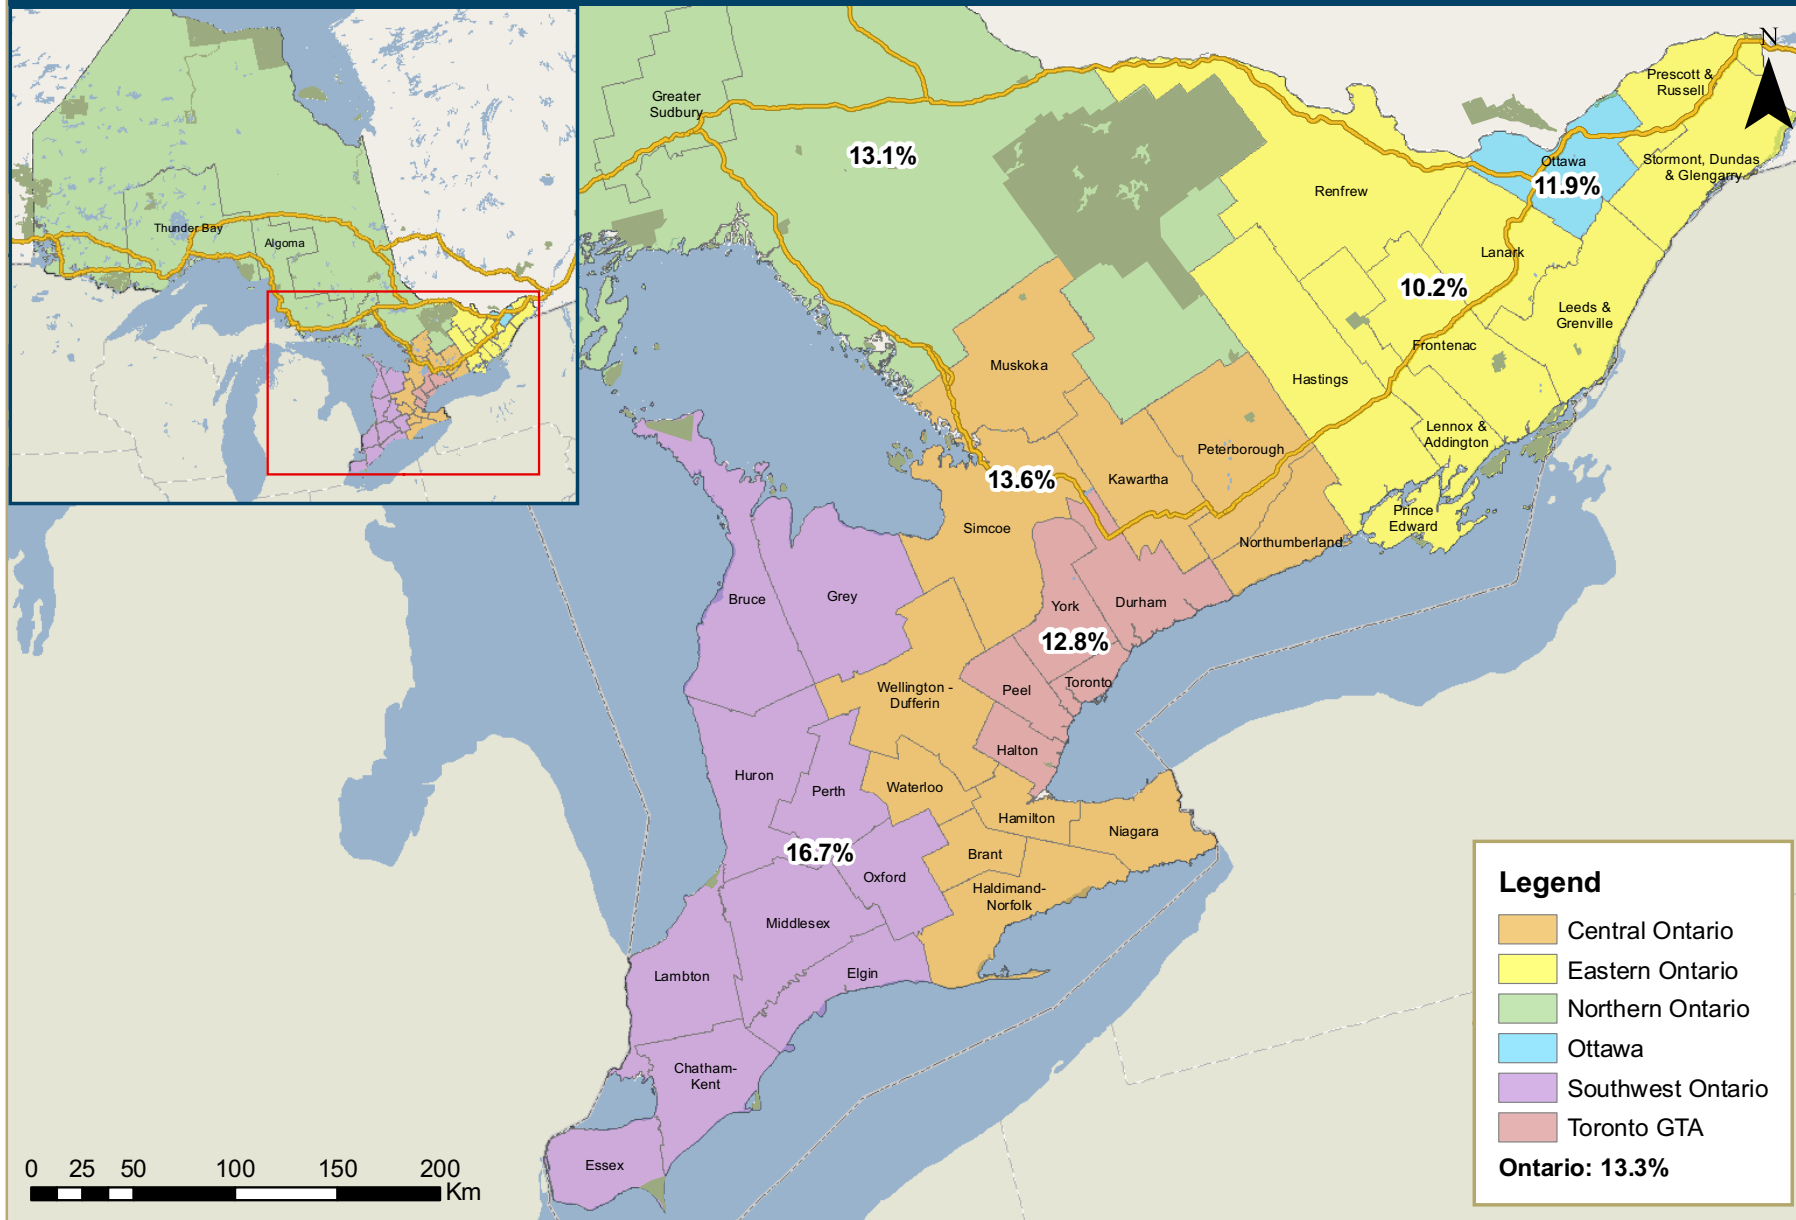 Thunder Bay
Algoma
N
Greater
Sudbury
13.1%
Prescott &
Russell
Ottawa
11.9%
Stormont, Dundas
& Glengarry
Renfrew
Lanark
10.2%
Leeds &
Grenville
Frontenac
Muskoka
Hastings
Lennox &
Addington
Peterborough
13.6%
Kawartha
Prince
Edward
Simcoe
Northumberland
Bruce
Grey
York
Durham
12.8%
Wellington -
Dufferin
Peel
Toronto
Halton
Huron
Perth
Waterloo
Hamilton
Niagara
16.7%
Brant
Oxford
Haldimand-
Norfolk
Middlesex
Lambton
Elgin
Chatham-
Kent
Essex
Legend
Central Ontario
Eastern Ontario
Northern Ontario
Ottawa
Southwest Ontario
Toronto GTA
Ontario: 13.3%
0 25 50 100 150 200
Km